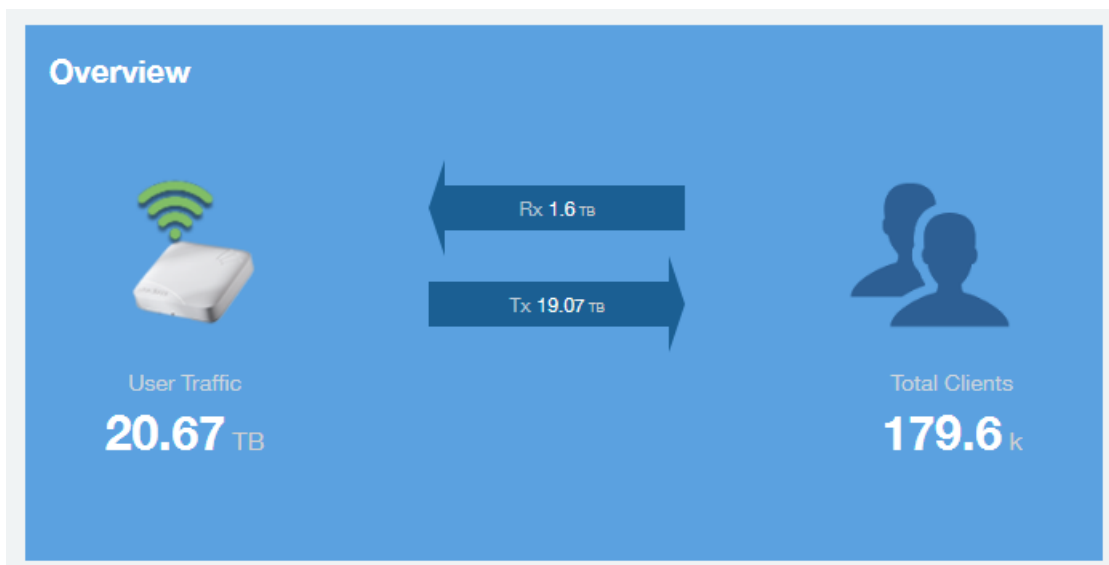 Overview
Rx 1.6 TB
Tx 19.07 TB
User Traffic
20.67 TB
Total Clients
179.6 k